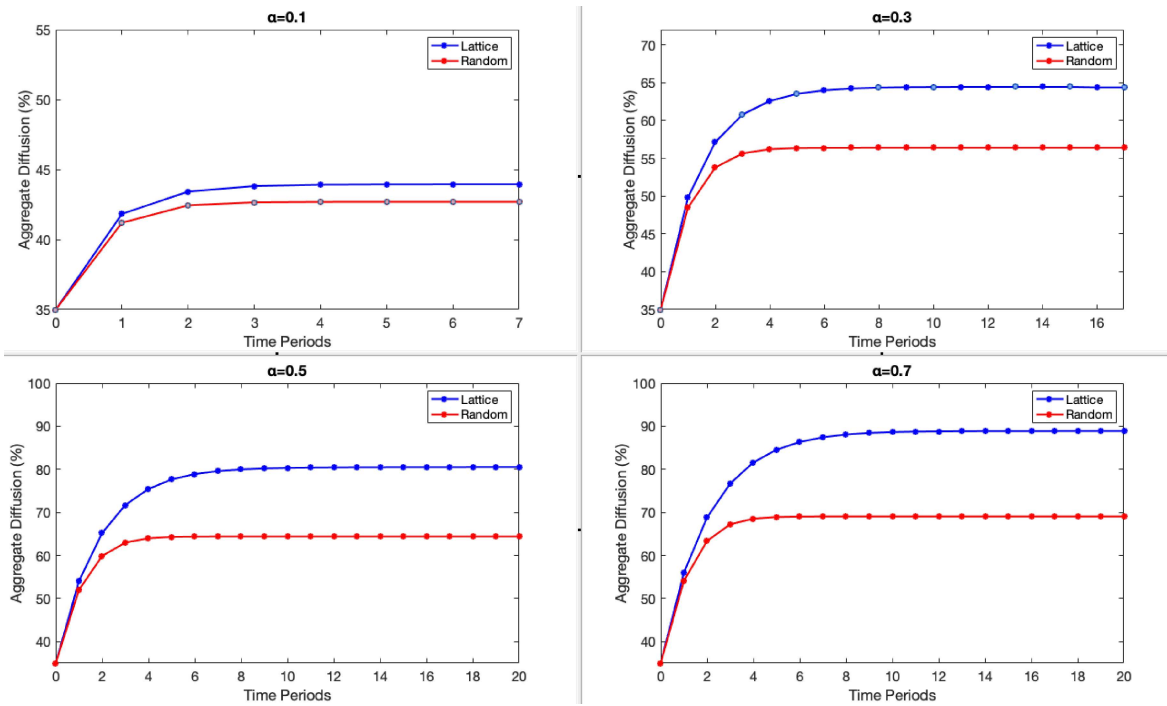 α=0.1
55
50
45
40
35
Aggregate Diffusion (%)
Lattice
Random
0 1 2 3 4 5 6 7
Time Periods
α=0.3
70
65
60
55
50
45
40
35
Aggregate Diffusion (%)
Lattice
Random
0 2 4 6 8 10 12 14 16
Time Periods
α=0.5
100
90
80
70
60
50
40
Aggregate Diffusion (%)
Lattice
Random
0 2 4 6 8 10 12 14 16 18 20
Time Periods
α=0.7
100
90
80
70
60
50
40
Aggregate Diffusion (%)
Lattice
Random
0 2 4 6 8 10 12 14 16 18 20
Time Periods